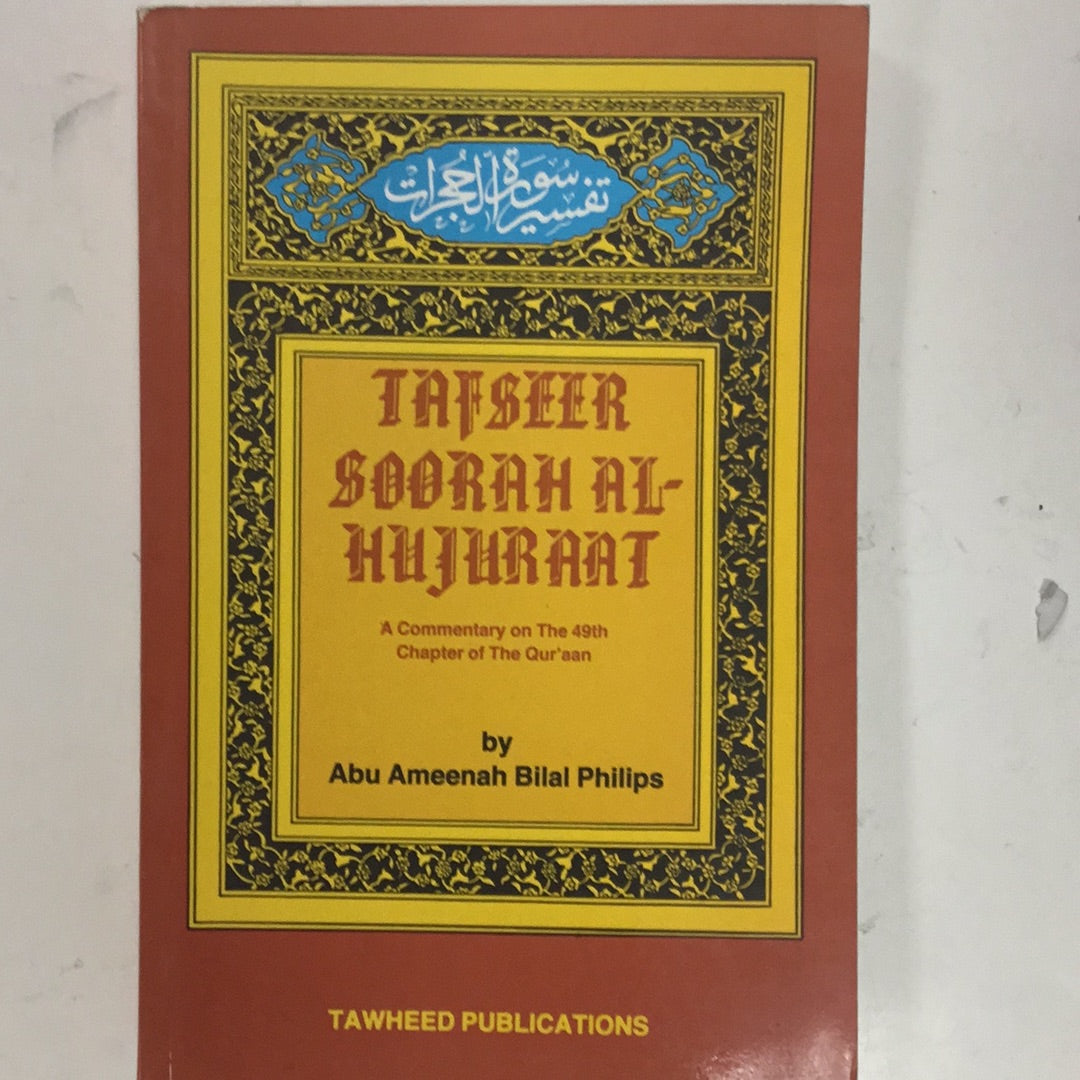 تفسير سورة الحجرات
TAFSEER
SOORAH AL-
HUJURAAT
A Commentary on The 49th
Chapter of The Qur'aan
by
Abu Ameenah Bilal Philips
TAWHEED PUBLICATIONS